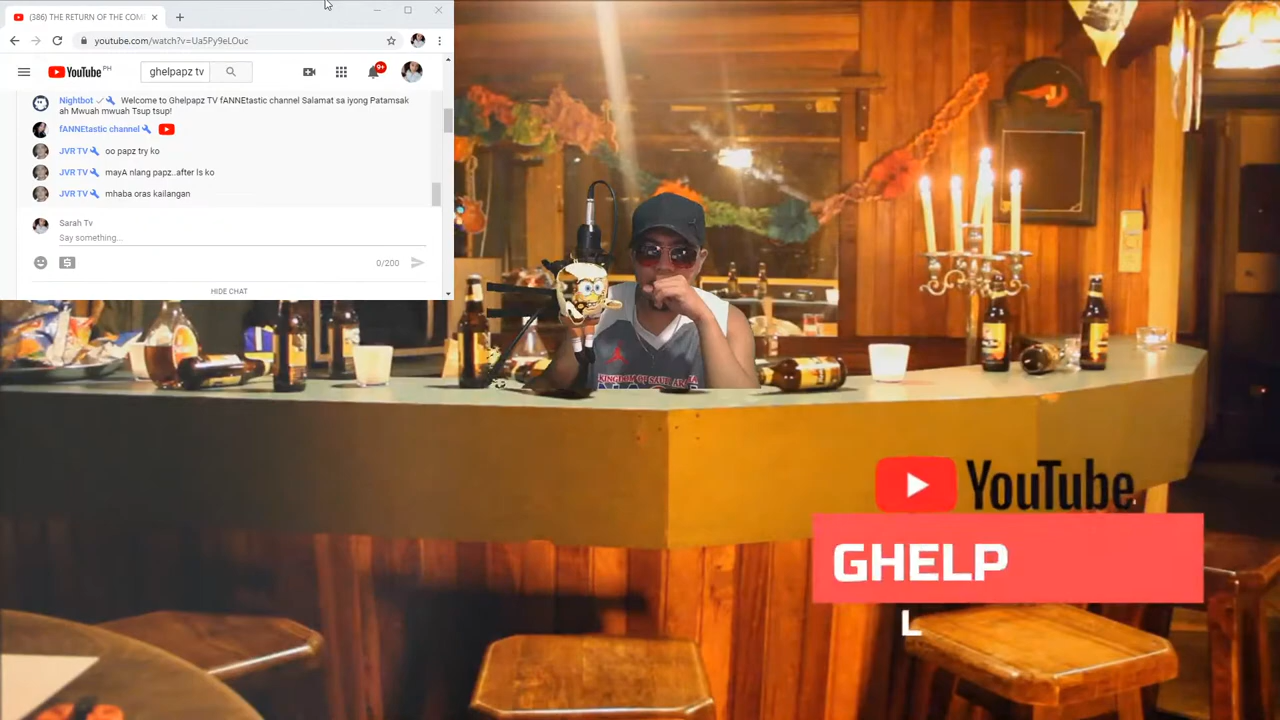 (386) THE RETURN OF THE COM
youtube.com/watch?v=Ua5Py9eLOuc
YouTube PH
ghelpapz tv
9+
Nightbot Welcome to Ghelpapz TV fANNEtastic channel Salamat sa iyong Patamsak
ah Mwuah mwuah Tsup tsup!
fANNEtastic channel
JVR TV oo papz try ko
JVR TV mayA nlang papz..after ls ko
JVR TV mhaba oras kailangan
Sarah Tv
Say something...
0/200
HIDE CHAT
KINGDOM OF SAUDI ARABIA
YouTube
GHELP
L